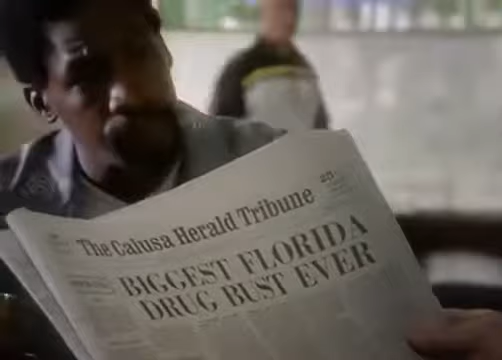 The Calusa Herald Tribune
BIGGEST FLORIDA
DRUG BUST EVER